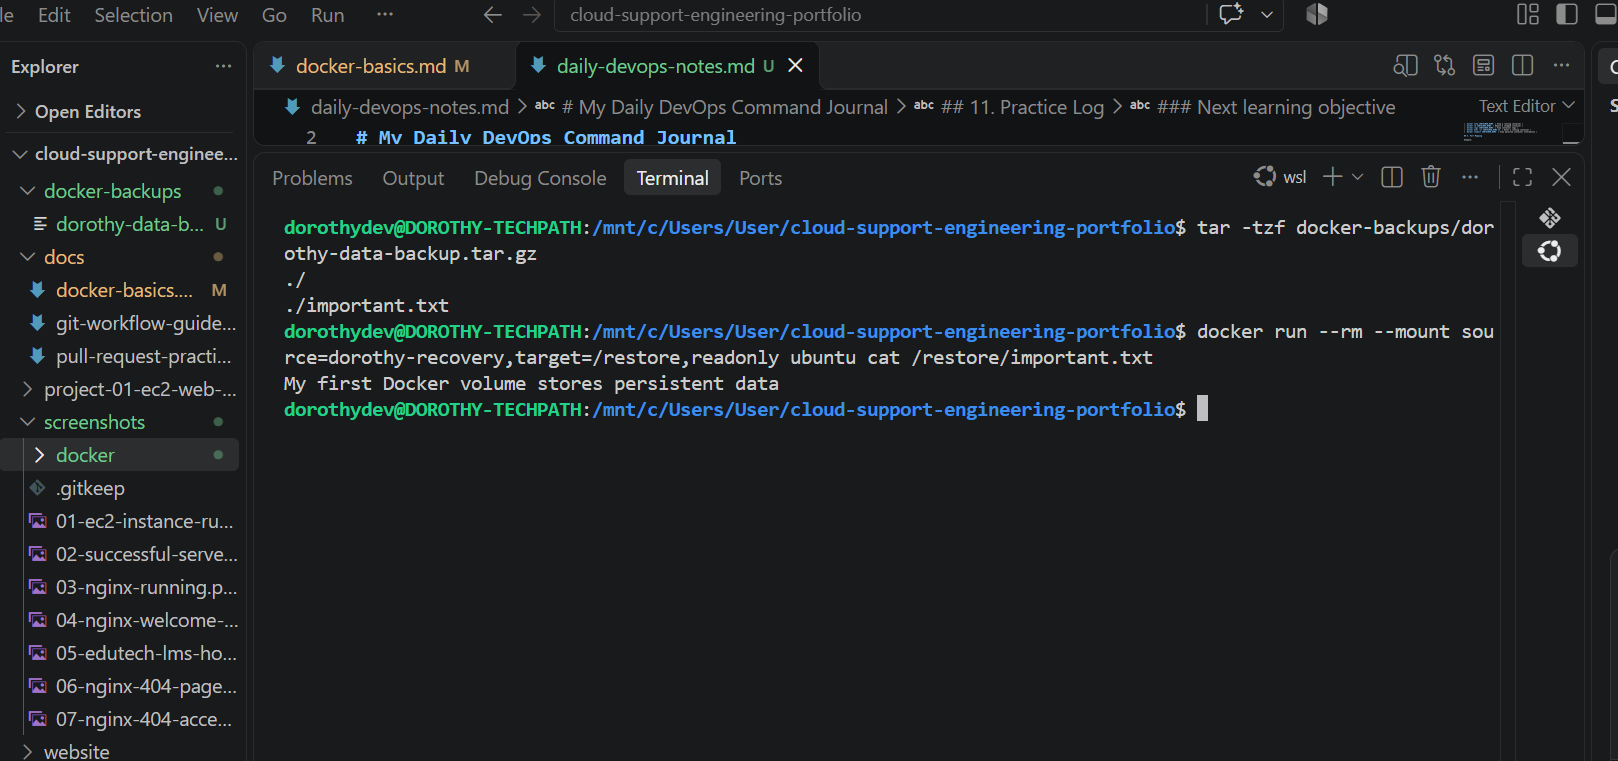 le Edit Selection View Go Run ··· cloud-support-engineering-portfolio
Explorer ···
Open Editors
cloud-support-enginee...
docker-backups
dorothy-data-b... U
docs
docker-basics.... M
git-workflow-guide...
pull-request-practi...
project-01-ec2-web-...
screenshots
docker
.gitkeep
01-ec2-instance-ru...
02-successful-serve...
03-nginx-running.p...
04-nginx-welcome-...
05-edutech-lms-ho...
06-nginx-404-page...
07-nginx-404-acce...
website
docker-basics.md M daily-devops-notes.md U
daily-devops-notes.md > abc # My Daily DevOps Command Journal > abc ## 11. Practice Log > abc ### Next learning objective Text Editor
2 # My Daily DevOps Command Journal
Problems Output Debug Console Terminal Ports wsl
dorothydev@DOROTHY-TECHPATH:/mnt/c/Users/User/cloud-support-engineering-portfolio$ tar -tzf docker-backups/dor
othy-data-backup.tar.gz
./
./important.txt
dorothydev@DOROTHY-TECHPATH:/mnt/c/Users/User/cloud-support-engineering-portfolio$ docker run --rm --mount sou
rce=dorothy-recovery,target=/restore,readonly ubuntu cat /restore/important.txt
My first Docker volume stores persistent data
dorothydev@DOROTHY-TECHPATH:/mnt/c/Users/User/cloud-support-engineering-portfolio$